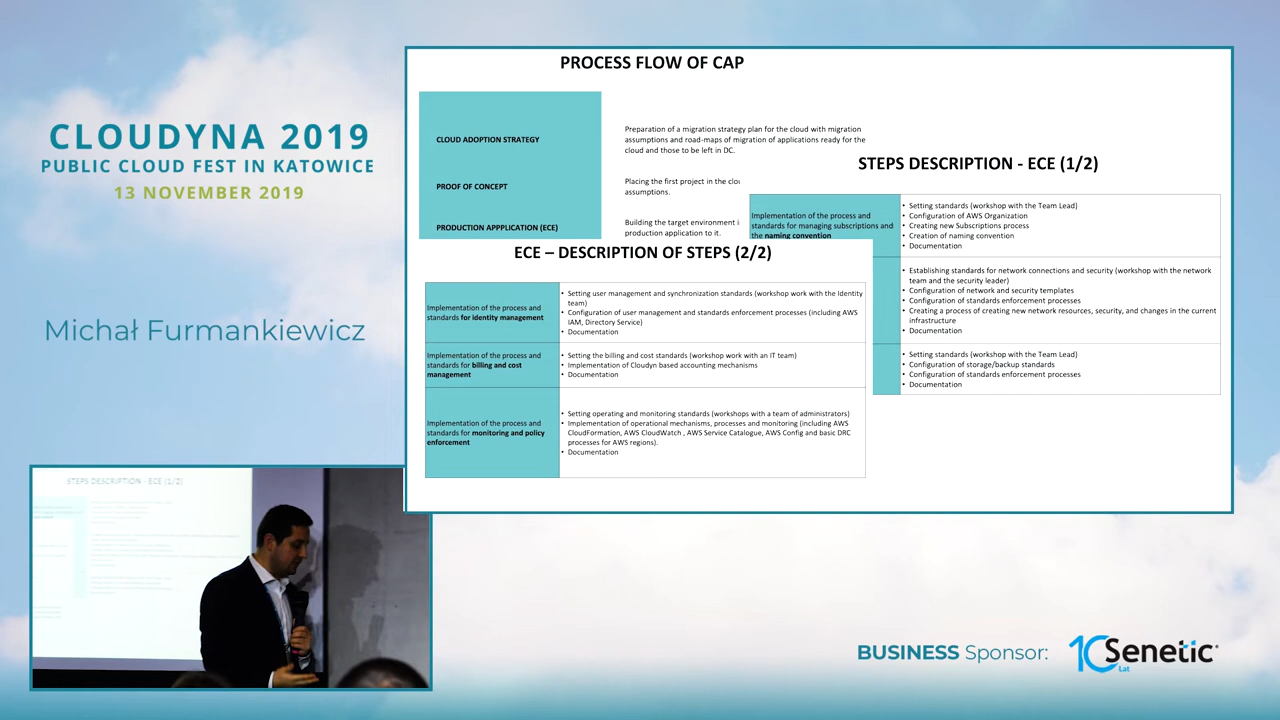 CLOUDYNA 2019
PUBLIC CLOUD FEST IN KATOWICE
13 NOVEMBER 2019
Michał Furmankiewicz
PROCESS FLOW OF CAP
CLOUD ADOPTION STRATEGY
Preparation of a migration strategy plan for the cloud with migration
assumptions and road-maps of migration of applications ready for the
cloud and those to be left in DC.
PROOF OF CONCEPT
Placing the first project in the
assumptions.
PRODUCTION APPPLICATION (ECE)
Building the target environment
production application to it.
STEPS DESCRIPTION - ECE (1/2)
Implementation of the process and
standards for managing subscriptions and
the naming convention
• Setting standards (workshop with the Team Lead)
• Configuration of AWS Organization
• Creating new Subscriptions process
• Creation of naming convention
• Documentation
• Establishing standards for network connections and security (workshop with the network
team and the security leader)
• Configuration of network and security templates
• Configuration of standards enforcement processes
• Creating a process of creating new network resources, security, and changes in the current
infrastructure
• Documentation
• Setting standards (workshop with the Team Lead)
• Configuration of storage/backup standards
• Configuration of standards enforcement processes
• Documentation
ECE – DESCRIPTION OF STEPS (2/2)
Implementation of the process and
standards for identity management
• Setting user management and synchronization standards (workshop work with the Identity
team)
• Configuration of user management and standards enforcement processes (including AWS
IAM, Directory Service)
• Documentation
Implementation of the process and
standards for billing and cost
management
• Setting the billing and cost standards (workshop work with an IT team)
• Implementation of Cloudyn based accounting mechanisms
• Documentation
Implementation of the process and
standards for monitoring and policy
enforcement
• Setting operating and monitoring standards (workshops with a team of administrators)
• Implementation of operational mechanisms, processes and monitoring (including AWS
CloudFormation, AWS CloudWatch , AWS Service Catalogue, AWS Config and basic DRC
processes for AWS regions).
• Documentation
STEPS DESCRIPTION - ECE (1/2)
BUSINESS Sponsor:
10 Senetic
Lat